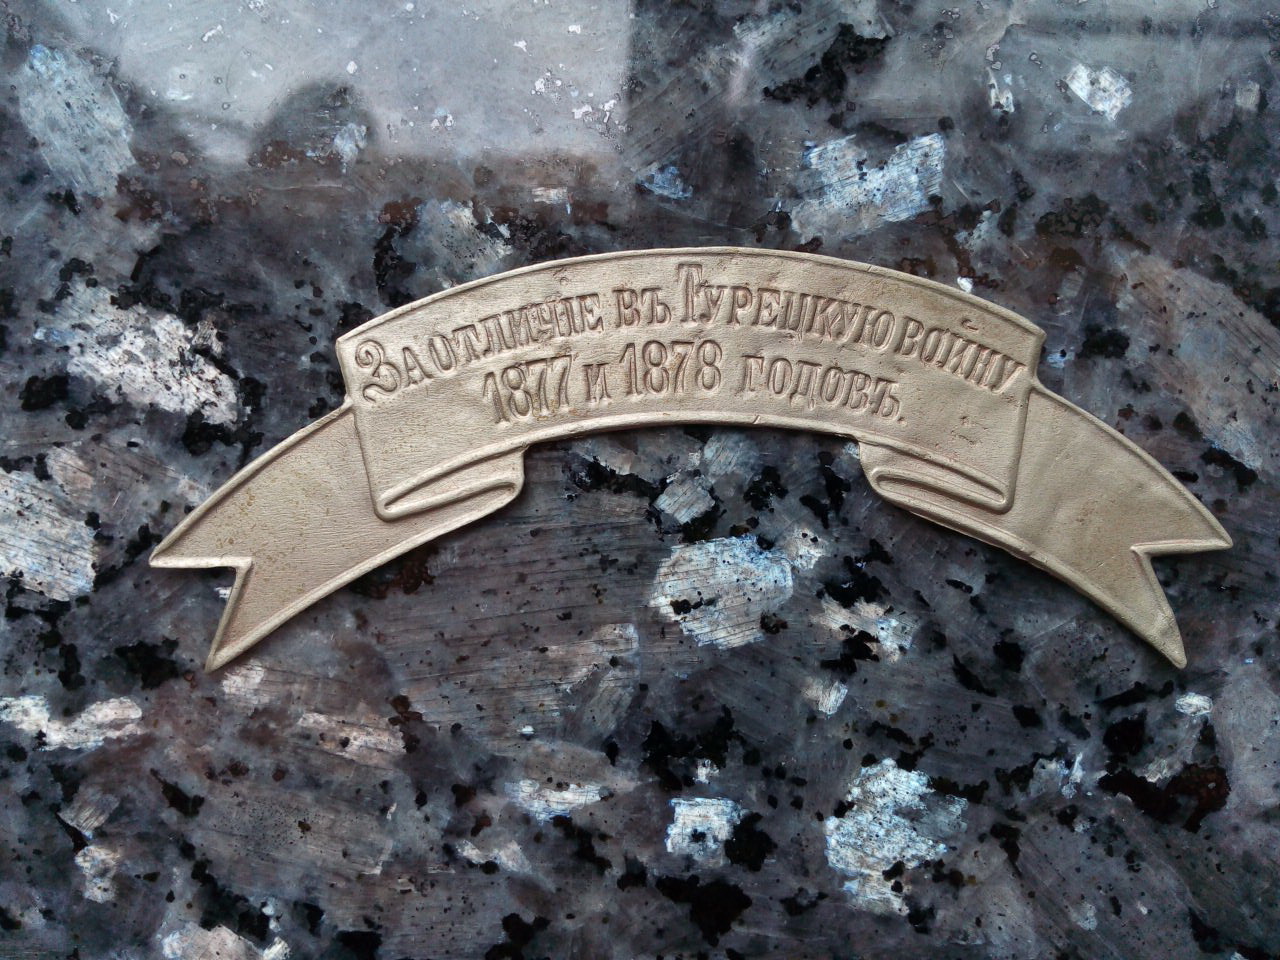 За отличие въ Турецкую войну
1877 и 1878 годовъ.